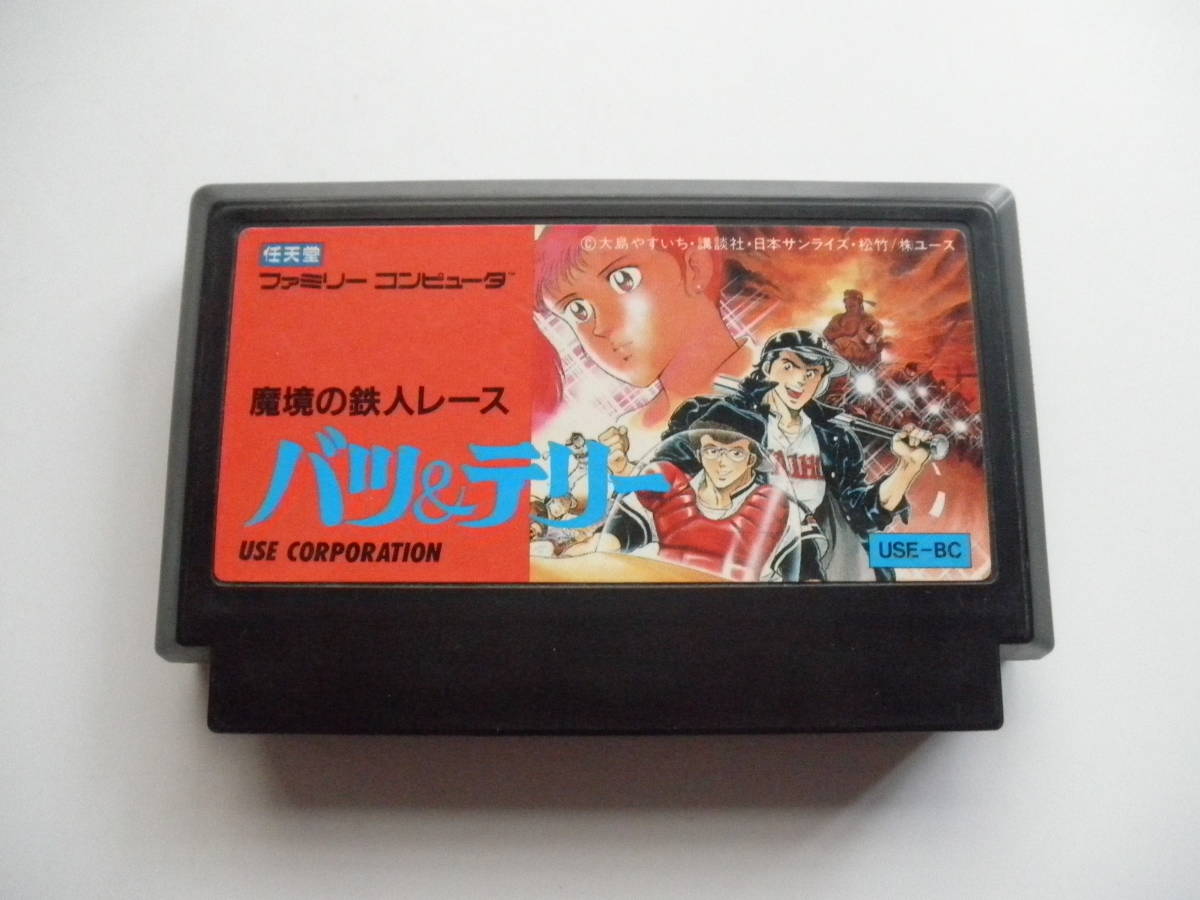 任天堂
ファミリー コンピュータ™
©大島やすいち・講談社・日本サンライズ・松竹/㈱ユース
魔境の鉄人レース
バツ&テリー
USE CORPORATION
USE-BC